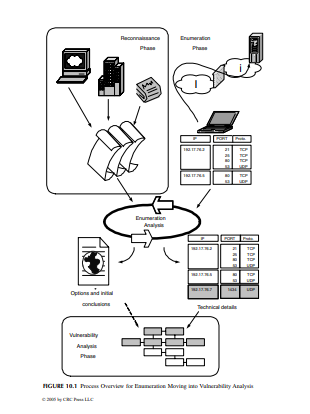 Reconnaissance
Phase
Enumeration
Phase
I
i
IP PORT Proto.
192.17.76.2 21 TCP
25 TCP
80 TCP
53 UDP
192.17.76.5 80 TCP
53 UDP
Enumeration
Analysis
IP PORT Proto.
192.17.76.2 21 TCP
25 TCP
80 TCP
53 UDP
192.17.76.5 80 TCP
53 UDP
192.17.76.7 1434 UDP
Options and initial
conclusions
Technical details
Vulnerability
Analysis
Phase
FIGURE 10.1 Process Overview for Enumeration Moving into Vulnerability Analysis
© 2005 by CRC Press LLC